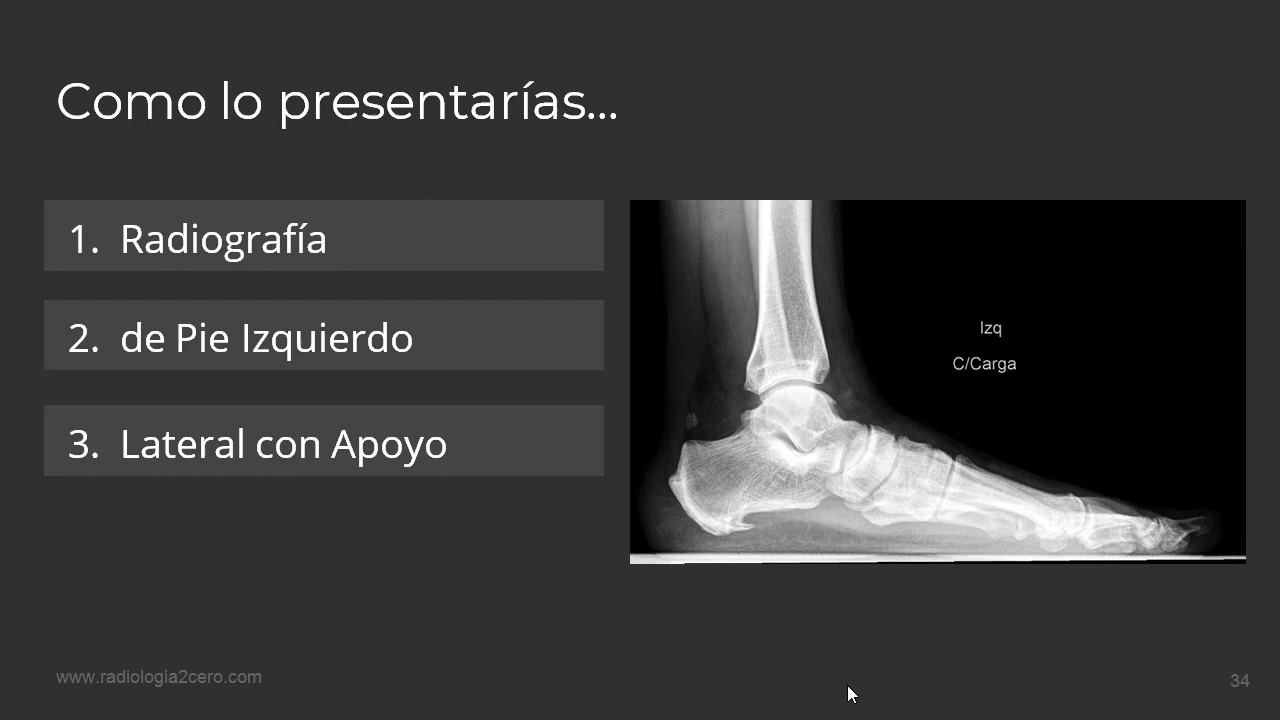 Como lo presentarías...
1. Radiografía
2. de Pie Izquierdo
3. Lateral con Apoyo
Izq
C/Carga
www.radiologia2cero.com
34